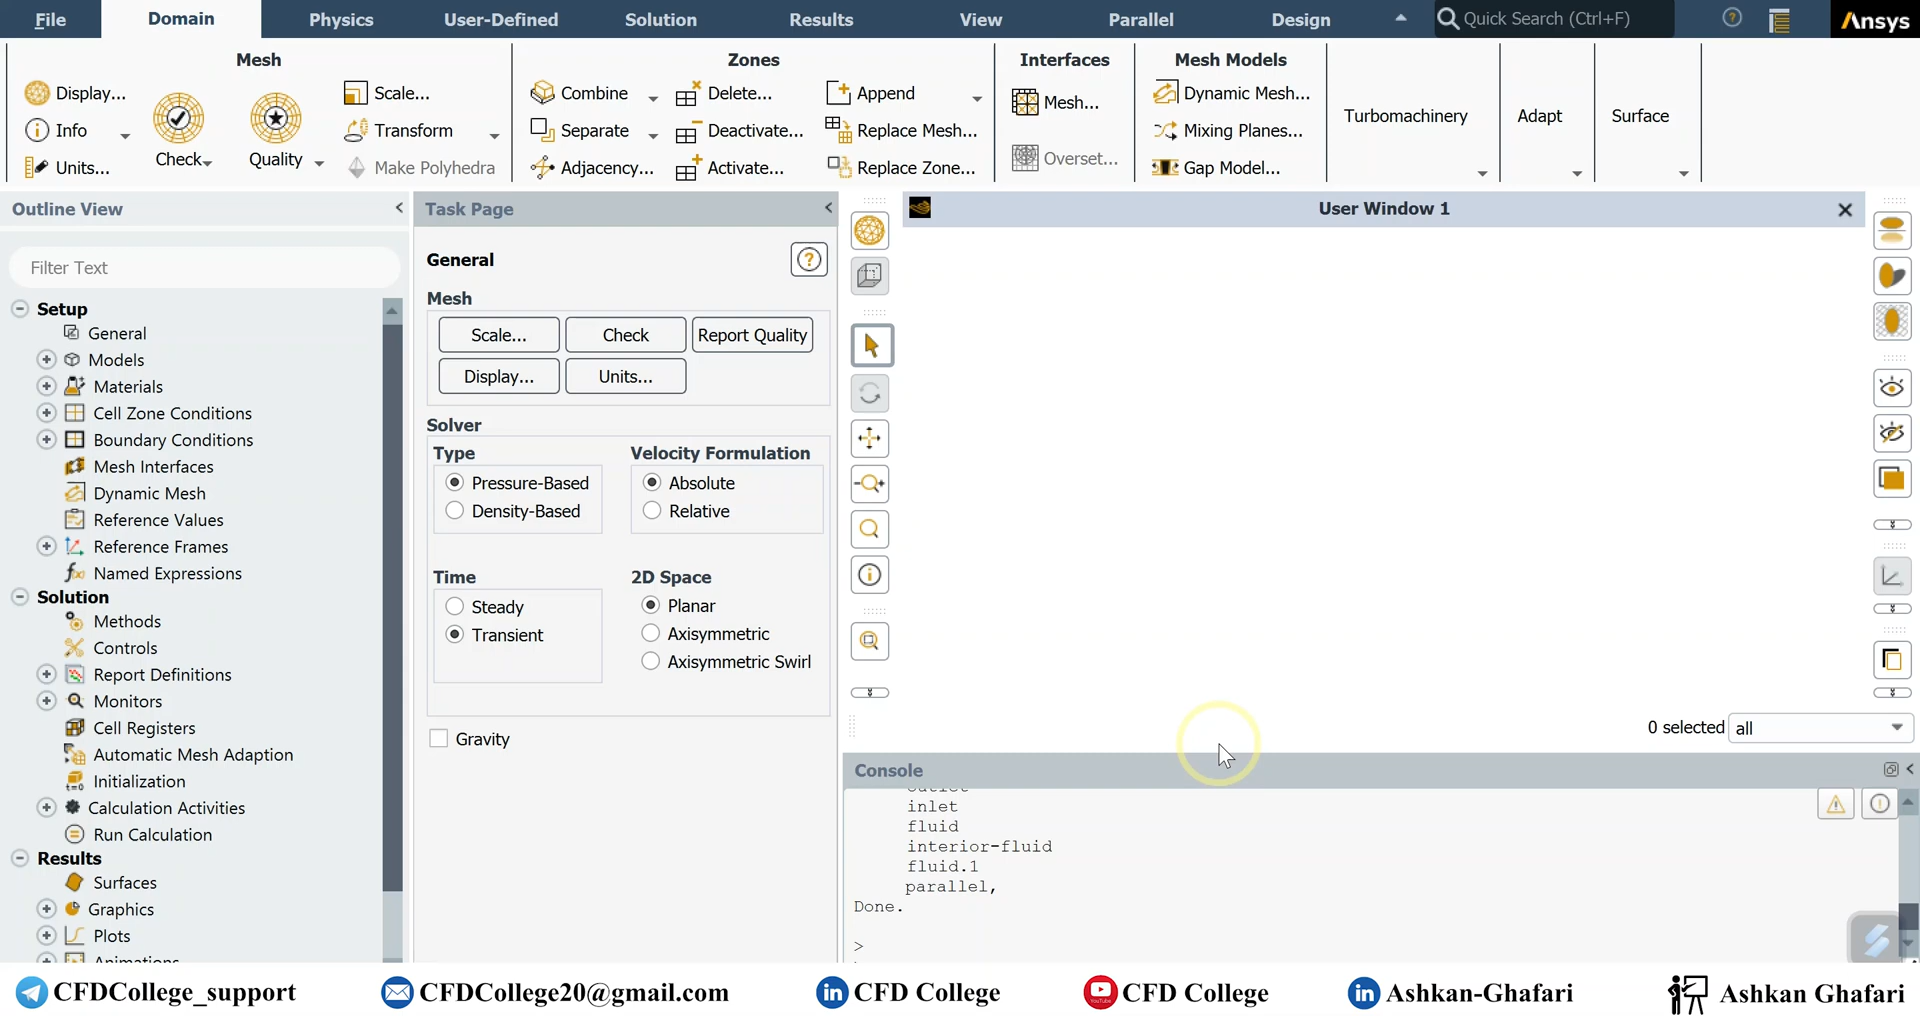 File
Domain
Physics
User-Defined
Solution
Results
View
Parallel
Design
Quick Search (Ctrl+F)
Ansys
Mesh
Display...
Info
Units...
Check
Quality
Scale...
Transform
Make Polyhedra
Zones
Combine
Separate
Adjacency...
Delete...
Deactivate...
Activate...
Append
Replace Mesh...
Replace Zone...
Interfaces
Mesh...
Overset...
Mesh Models
Dynamic Mesh...
Mixing Planes...
Gap Model...
Turbomachinery
Adapt
Surface
Outline View
Filter Text
Setup
General
Models
Materials
Cell Zone Conditions
Boundary Conditions
Mesh Interfaces
Dynamic Mesh
Reference Values
Reference Frames
Named Expressions
Solution
Methods
Controls
Report Definitions
Monitors
Cell Registers
Automatic Mesh Adaption
Initialization
Calculation Activities
Run Calculation
Results
Surfaces
Graphics
Plots
Animations
Task Page
General
Mesh
Scale...
Check
Report Quality
Display...
Units...
Solver
Type
Pressure-Based
Density-Based
Velocity Formulation
Absolute
Relative
Time
Steady
Transient
2D Space
Planar
Axisymmetric
Axisymmetric Swirl
Gravity
User Window 1
0 selected
all
Console
outlet
inlet
fluid
interior-fluid
fluid.1
parallel,
Done.
>
CFDCollege_support
CFDCollege20@gmail.com
CFD College
CFD College
Ashkan-Ghafari
Ashkan Ghafari